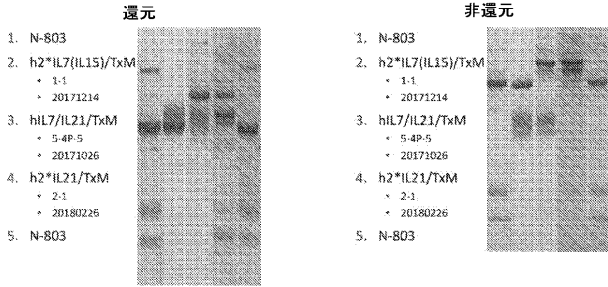 還元
1. N-803
2. h2*IL7(IL15)/TxM
• 1-1
• 20171214
3. hIL7/IL21/TxM
• 5-4P-5
• 20171026
4. h2*IL21/TxM
• 2-1
• 20180226
5. N-803
非還元
1. N-803
2. h2*IL7(IL15)/TxM
• 1-1
• 20171214
3. hIL7/IL21/TxM
• 5-4P-5
• 20171026
4. h2*IL21/TxM
• 2-1
• 20180226
5. N-803